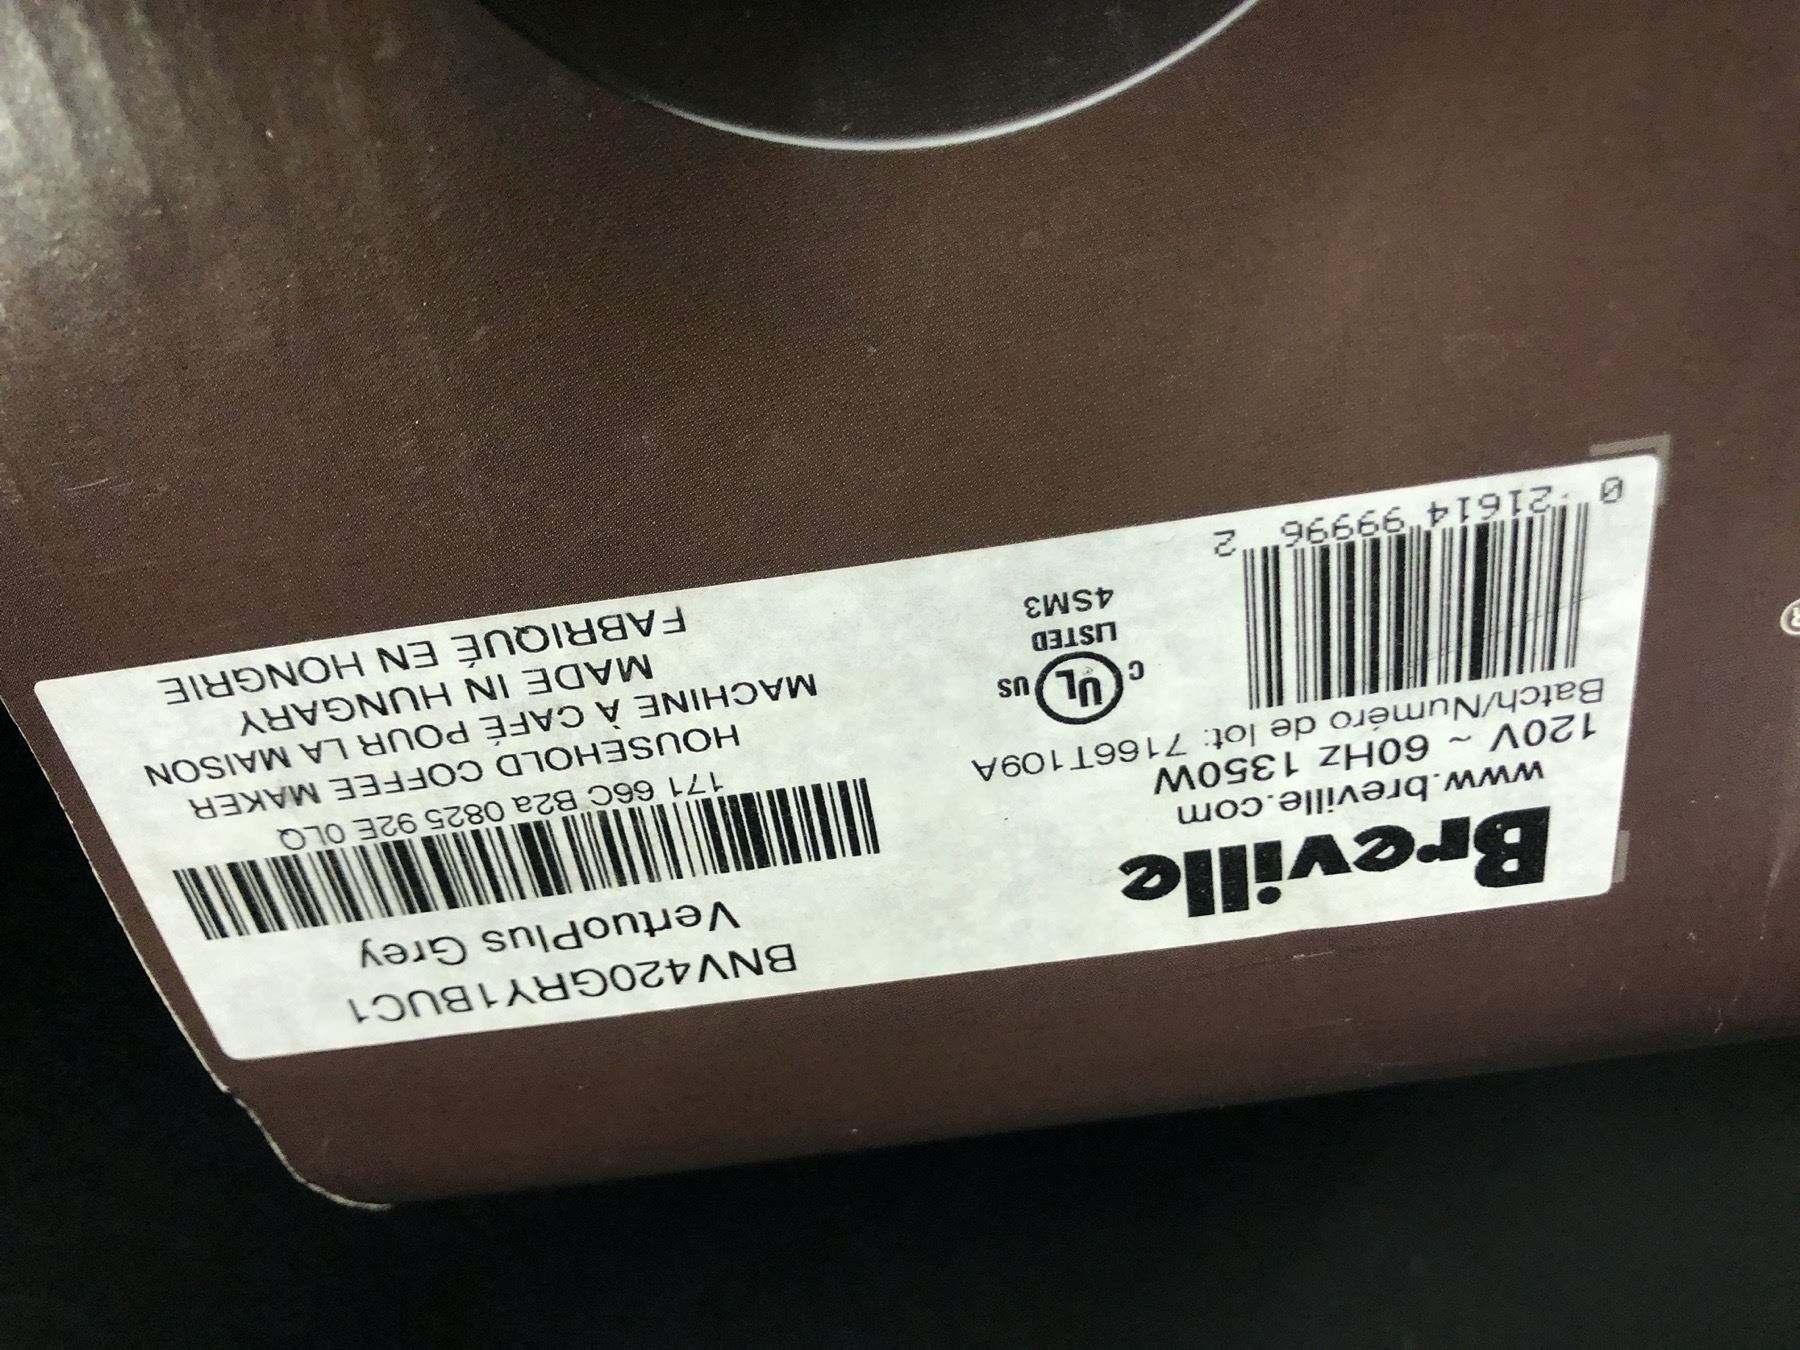 Breville
www.breville.com
120V ~ 60Hz 1350W
Batch/Numéro de lot: 7166T109A
C UL US
LISTED
4SM3
0 21614 99996 2
BNV420GRY1BUC1
VertuoPlus Grey
171 66C B2a 0825 92E 0LQ
HOUSEHOLD COFFEE MAKER
MACHINE À CAFÉ POUR LA MAISON
MADE IN HUNGARY
FABRIQUÉ EN HONGRIE
®